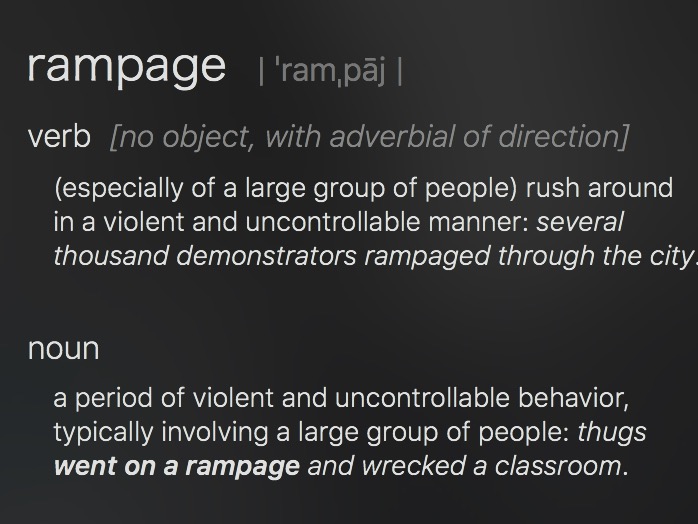 rampage | ˈramˌpāj |
verb [no object, with adverbial of direction]
(especially of a large group of people) rush around
in a violent and uncontrollable manner: several
thousand demonstrators rampaged through the city.
noun
a period of violent and uncontrollable behavior,
typically involving a large group of people: thugs
went on a rampage and wrecked a classroom.